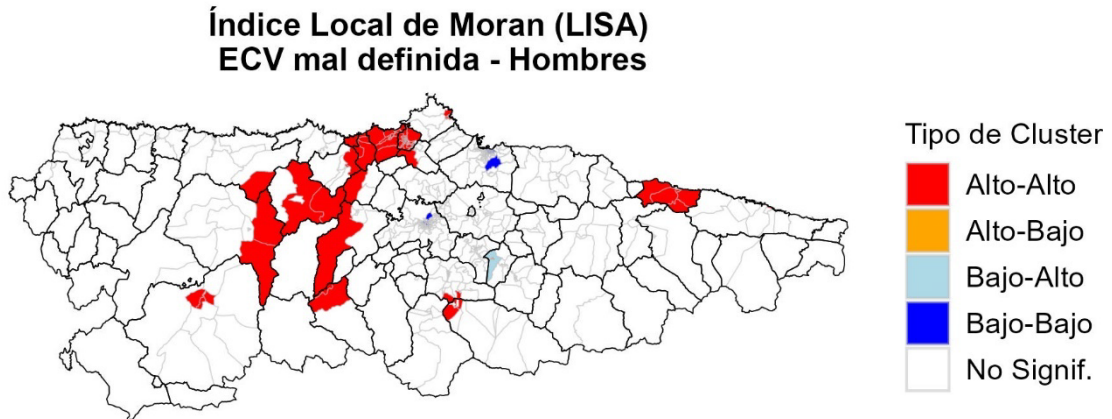 Índice Local de Moran (LISA)
ECV mal definida - Hombres
Tipo de Cluster
Alto-Alto
Alto-Bajo
Bajo-Alto
Bajo-Bajo
No Signif.